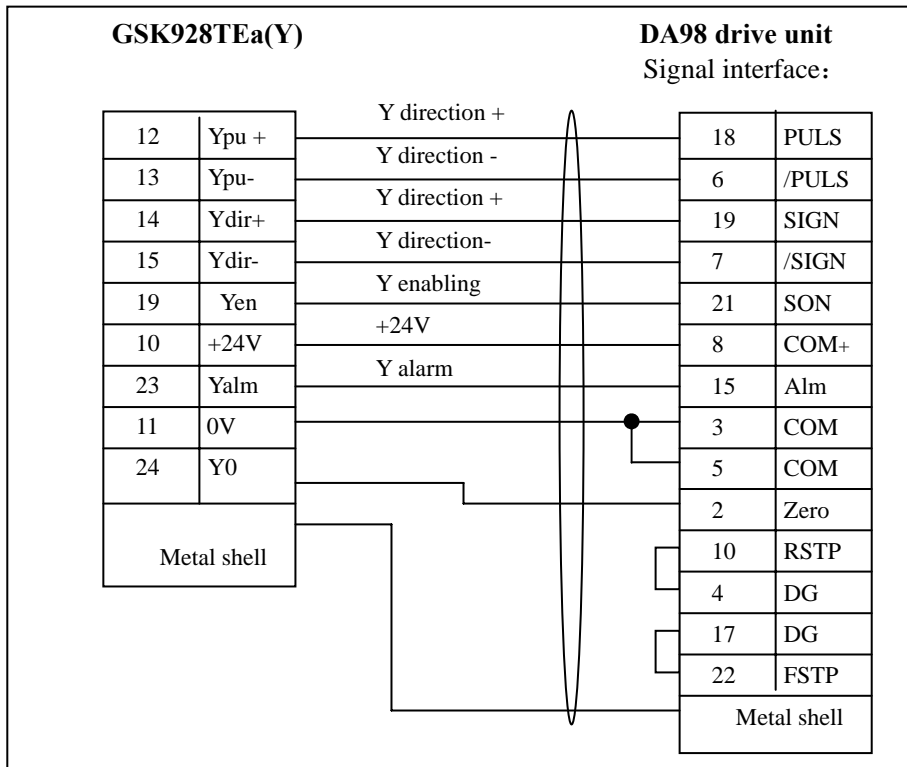 GSK928TEa(Y)
DA98 drive unit
Signal interface：
12 Ypu +
13 Ypu-
14 Ydir+
15 Ydir-
19 Yen
10 +24V
23 Yalm
11 0V
24 Y0
Metal shell
Y direction +
Y direction -
Y direction +
Y direction-
Y enabling
+24V
Y alarm
18 PULS
6 /PULS
19 SIGN
7 /SIGN
21 SON
8 COM+
15 Alm
3 COM
5 COM
2 Zero
10 RSTP
4 DG
17 DG
22 FSTP
Metal shell